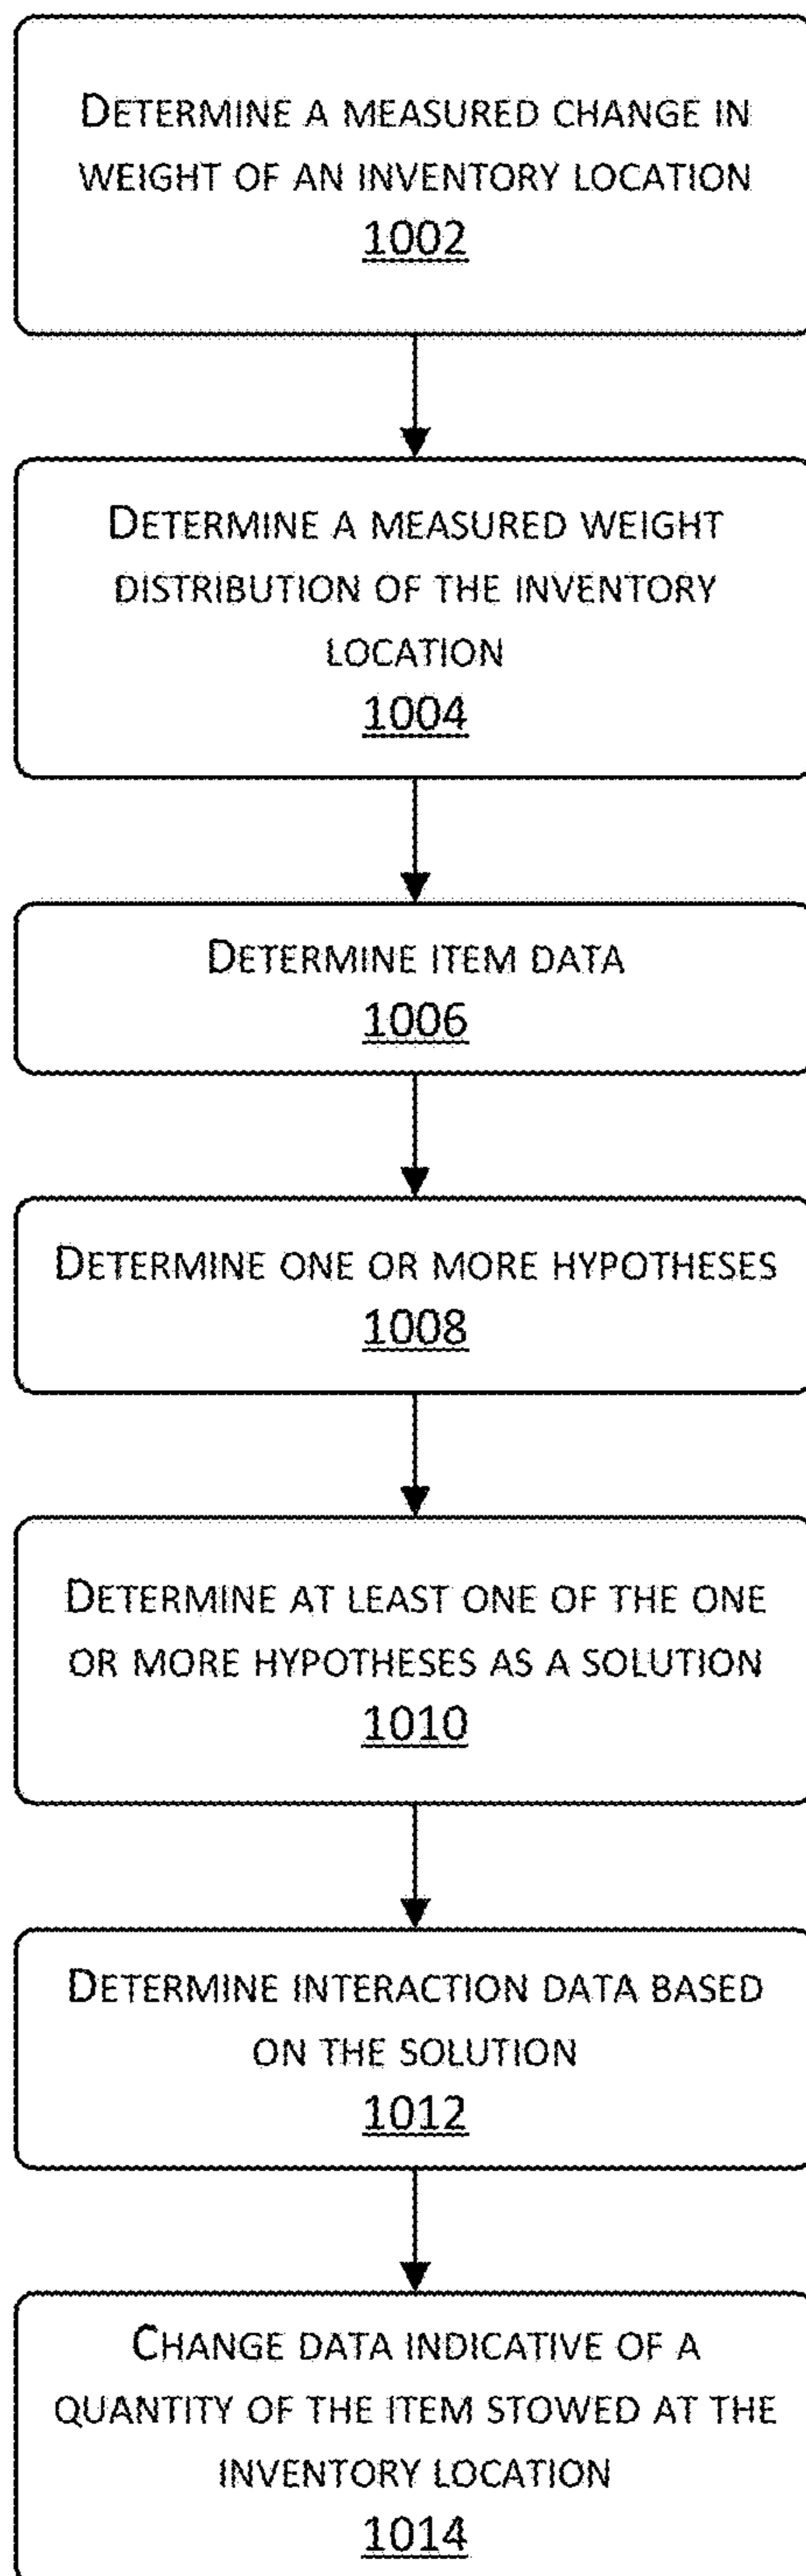 DETERMINE A MEASURED CHANGE IN
WEIGHT OF AN INVENTORY LOCATION
1002
DETERMINE A MEASURED WEIGHT
DISTRIBUTION OF THE INVENTORY
LOCATION
1004
DETERMINE ITEM DATA
1006
DETERMINE ONE OR MORE HYPOTHESES
1008
DETERMINE AT LEAST ONE OF THE ONE
OR MORE HYPOTHESES AS A SOLUTION
1010
DETERMINE INTERACTION DATA BASED
ON THE SOLUTION
1012
CHANGE DATA INDICATIVE OF A
QUANTITY OF THE ITEM STOWED AT THE
INVENTORY LOCATION
1014